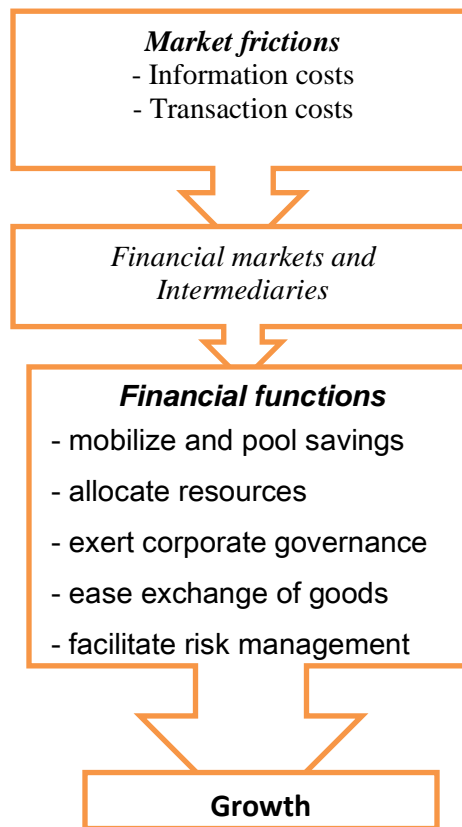 Market frictions
- Information costs
- Transaction costs
Financial markets and
Intermediaries
Financial functions
- mobilize and pool savings
- allocate resources
- exert corporate governance
- ease exchange of goods
- facilitate risk management
Growth